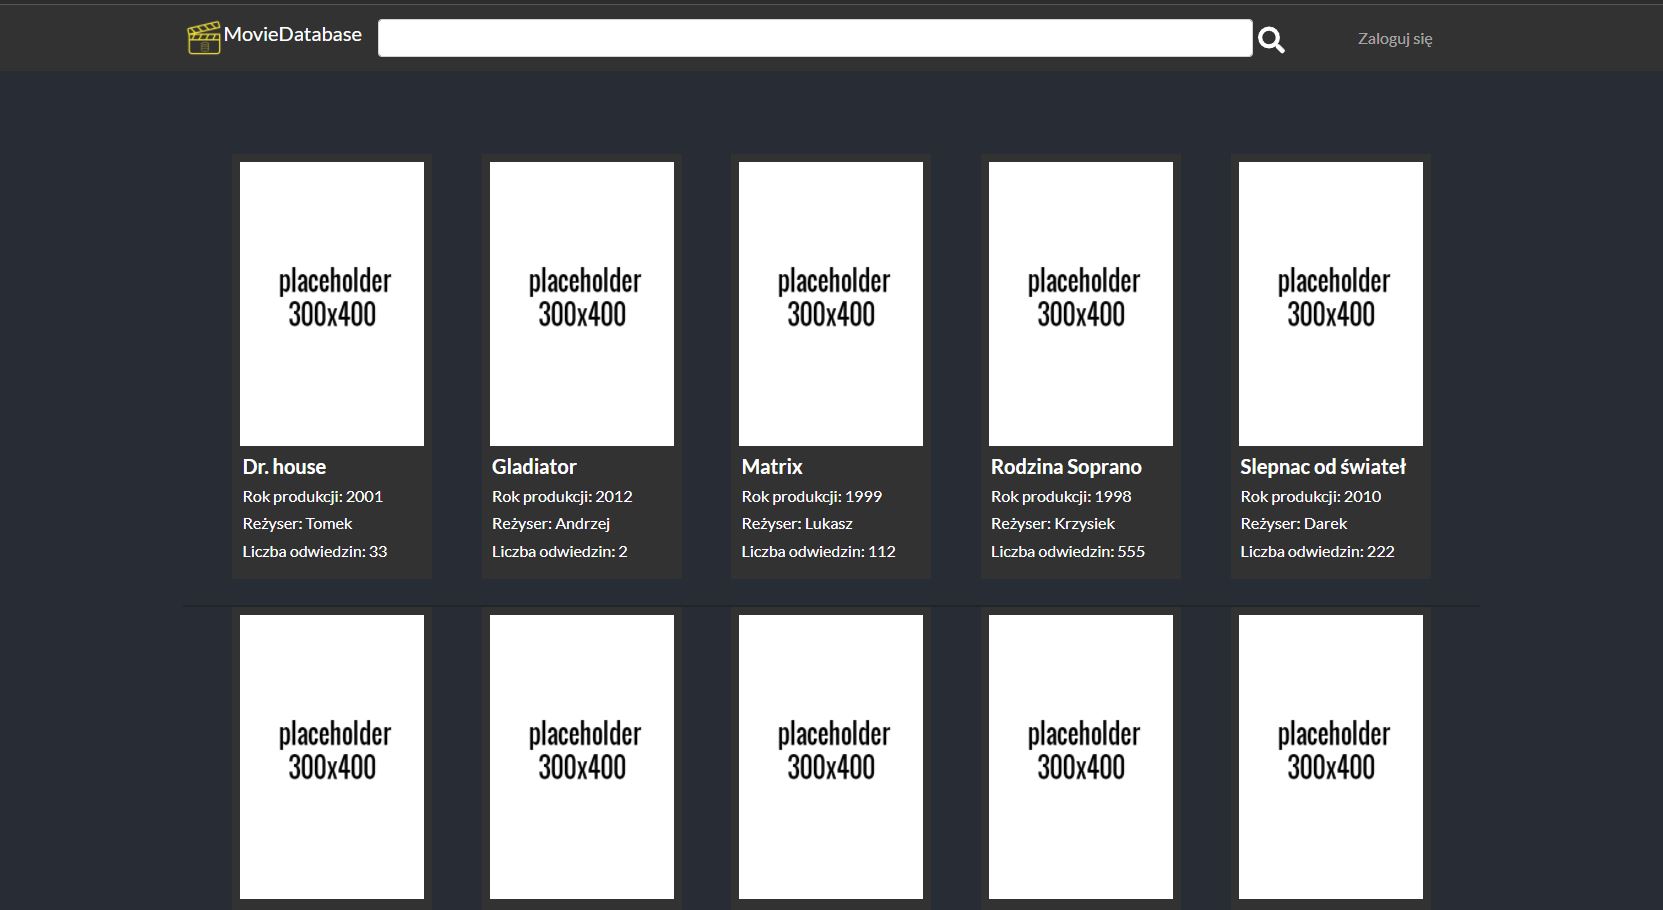 MovieDatabase
Zaloguj się
placeholder
300x400
Dr. house
Rok produkcji: 2001
Reżyser: Tomek
Liczba odwiedzin: 33
placeholder
300x400
Gladiator
Rok produkcji: 2012
Reżyser: Andrzej
Liczba odwiedzin: 2
placeholder
300x400
Matrix
Rok produkcji: 1999
Reżyser: Lukasz
Liczba odwiedzin: 112
placeholder
300x400
Rodzina Soprano
Rok produkcji: 1998
Reżyser: Krzysiek
Liczba odwiedzin: 555
placeholder
300x400
Slepnac od świateł
Rok produkcji: 2010
Reżyser: Darek
Liczba odwiedzin: 222
placeholder
300x400
placeholder
300x400
placeholder
300x400
placeholder
300x400
placeholder
300x400